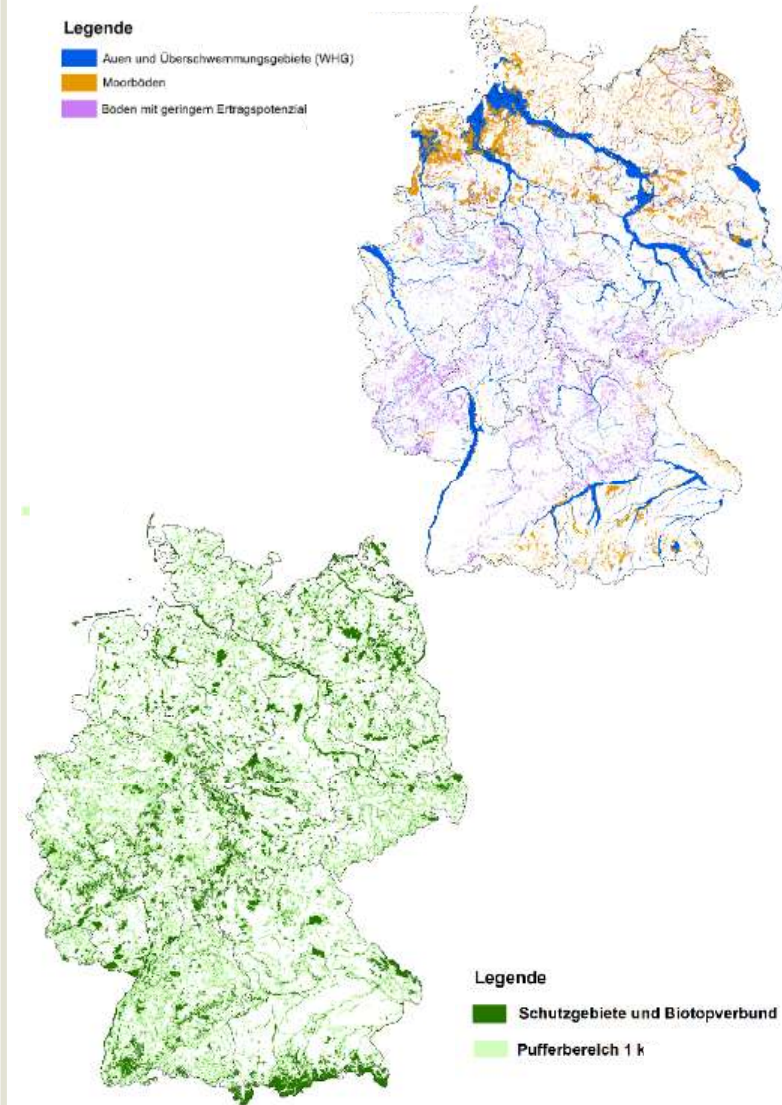 Legende
Auen und Überschwemmungsgebiete (WHG)
Moorböden
Böden mit geringem Ertragspotenzial
Legende
Schutzgebiete und Biotopverbund
Pufferbereich 1 k